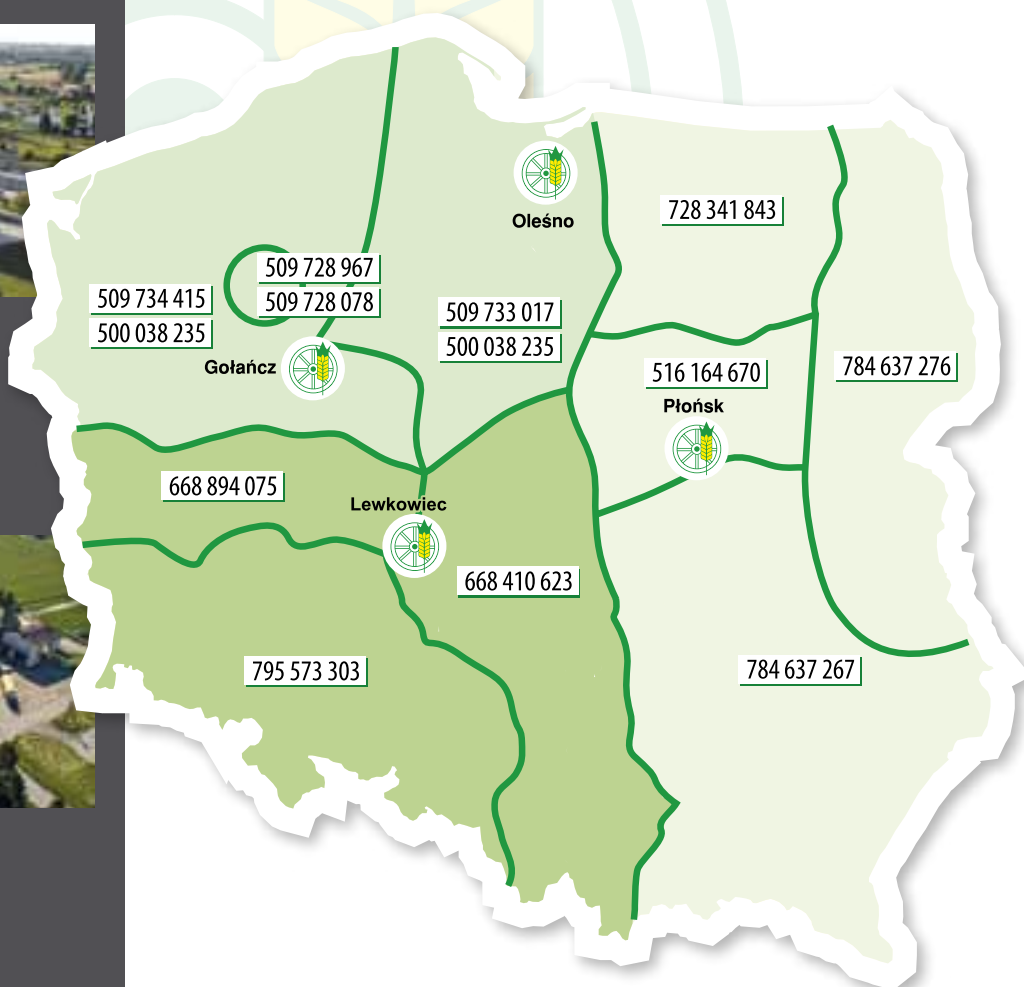 Oleśno
728 341 843
509 728 967
509 728 078
509 734 415
500 038 235
509 733 017
500 038 235
Gołańcz
516 164 670
784 637 276
Płońsk
668 894 075
Lewkowiec
668 410 623
795 573 303
784 637 267